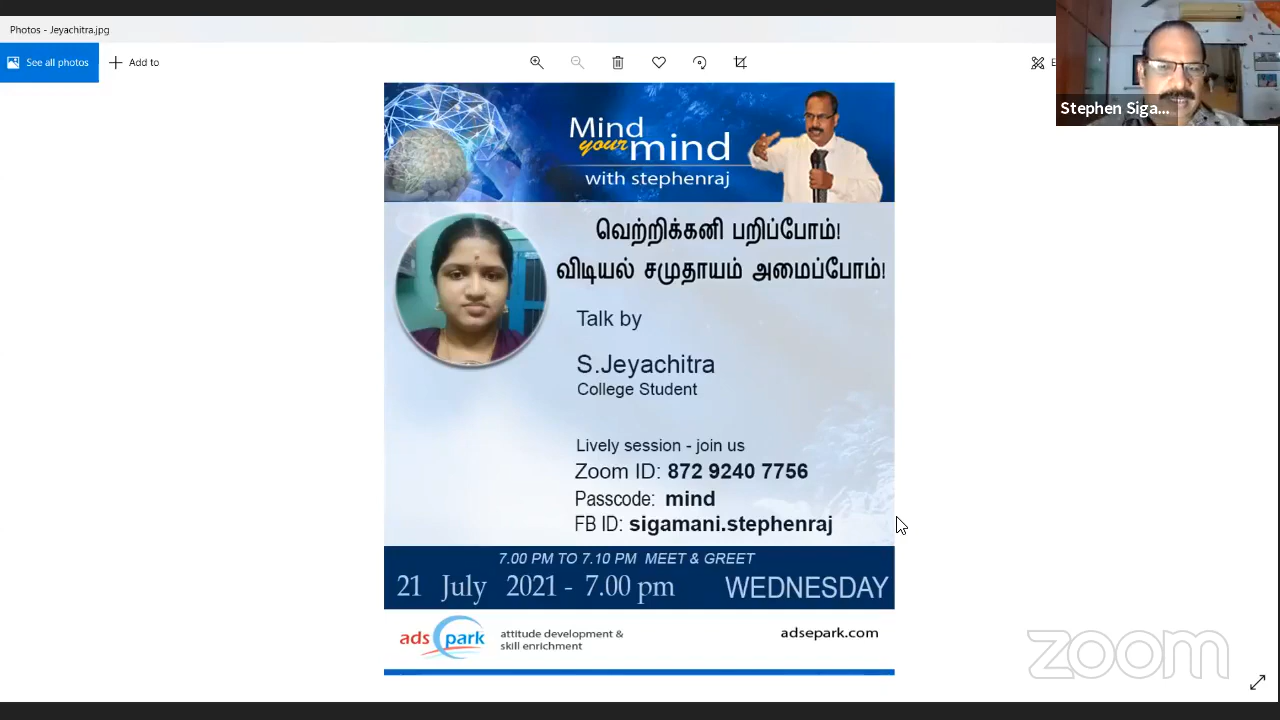 Photos - Jeyachitra.jpg
See all photos
Add to
Stephen Siga...
Mind
your mind
with stephenraj
வெற்றிக்கனி பறிப்போம்!
விடியல் சமுதாயம் அமைப்போம்!
Talk by
S.Jeyachitra
College Student
Lively session - join us
Zoom ID: 872 9240 7756
Passcode: mind
FB ID: sigamani.stephenraj
7.00 PM TO 7.10 PM MEET & GREET
21 July 2021 - 7.00 pm WEDNESDAY
ads park
attitude development &
skill enrichment
adsepark.com
zoom